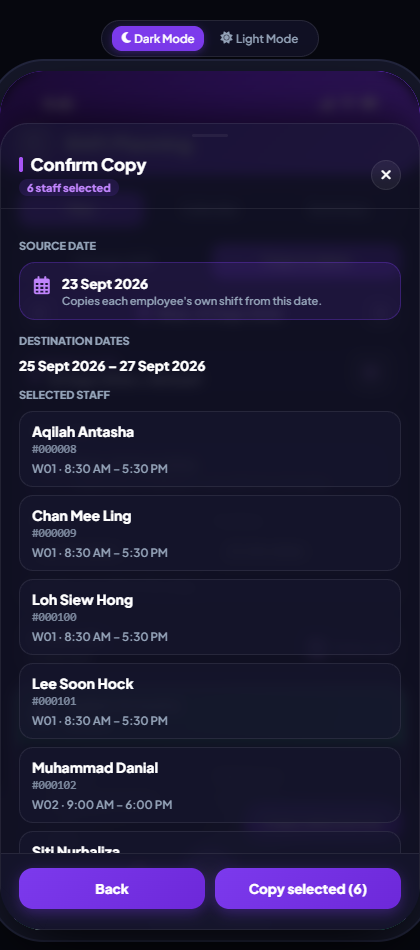 Dark Mode
Light Mode
Confirm Copy
6 staff selected
SOURCE DATE
23 Sept 2026
Copies each employee's own shift from this date.
DESTINATION DATES
25 Sept 2026 – 27 Sept 2026
SELECTED STAFF
Aqilah Antasha
#000008
W01 · 8:30 AM – 5:30 PM
Chan Mee Ling
#000009
W01 · 8:30 AM – 5:30 PM
Loh Siew Hong
#000100
W01 · 8:30 AM – 5:30 PM
Lee Soon Hock
#000101
W01 · 8:30 AM – 5:30 PM
Muhammad Danial
#000102
W02 · 9:00 AM – 6:00 PM
Siti Nurhaliza
Back
Copy selected (6)